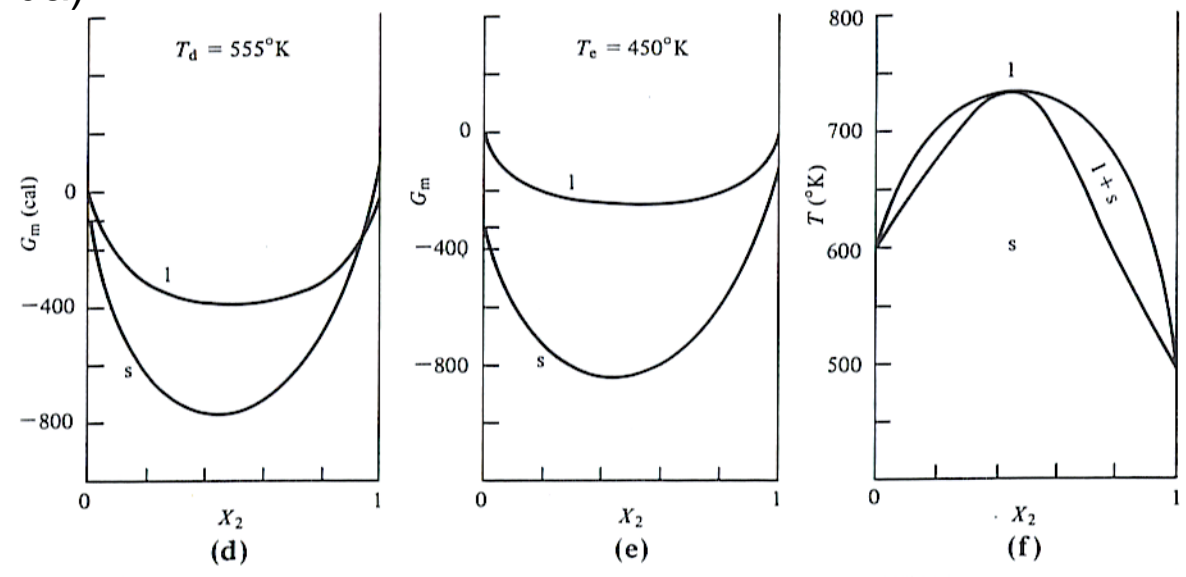 T_d = 555°K
G_m (cal)
0
−400
−800
l
s
0
1
X_2
(d)
T_e = 450°K
G_m
0
−400
−800
l
s
0
1
X_2
(e)
T (°K)
800
700
600
500
l
l + s
s
0
1
X_2
(f)